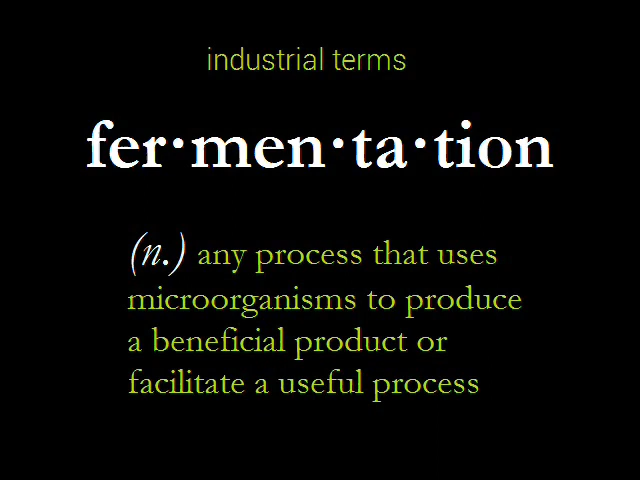 industrial terms
fer·men·ta·tion
(n.) any process that uses
microorganisms to produce
a beneficial product or
facilitate a useful process